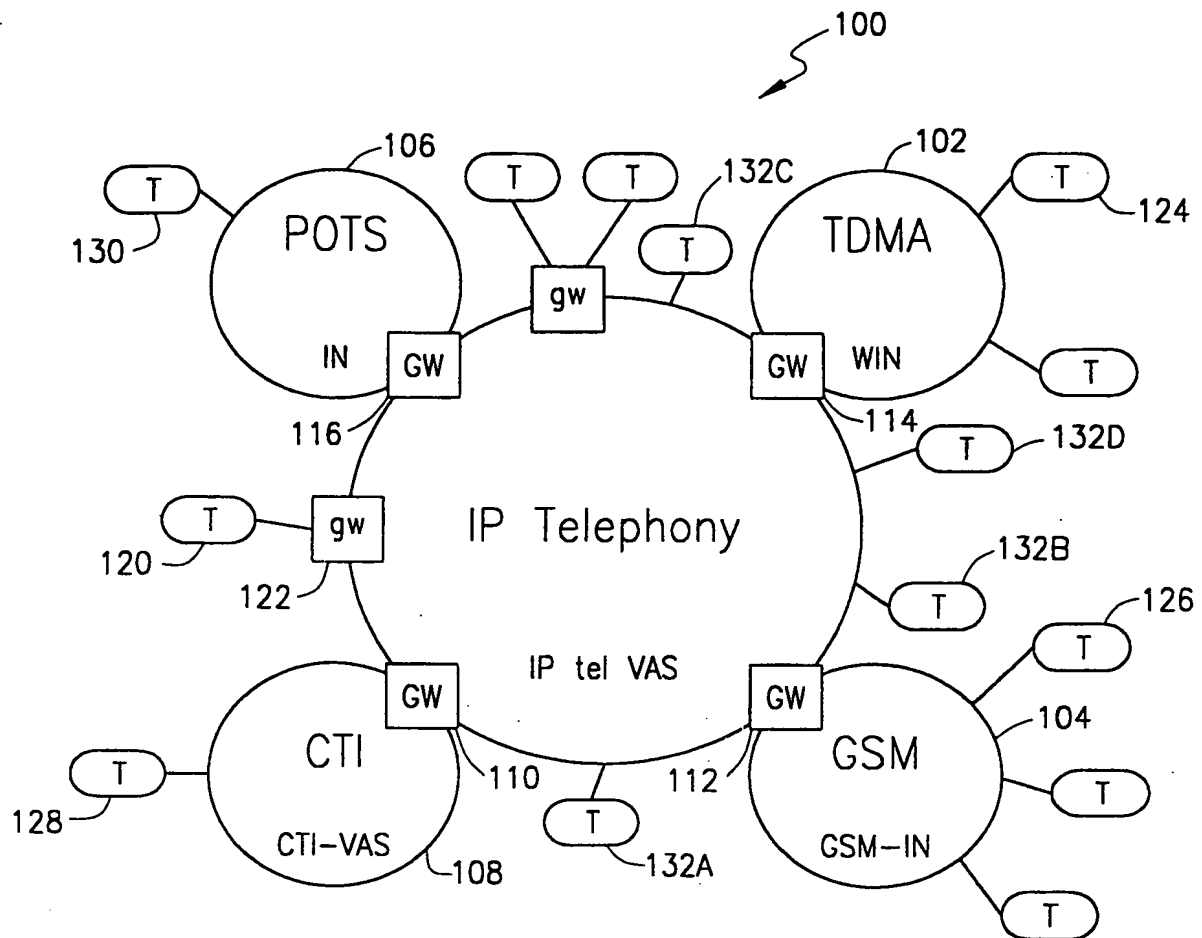 100
106
102
T
T
T
132C
T
T
130
POTS
TDMA
124
gw
IN
GW
GW
WIN
T
116
114
T
132D
T
gw
IP Telephony
120
122
132B
T
126
T
IP tel VAS
GW
GW
104
CTI
110
112
GSM
T
T
128
T
CTI-VAS
108
132A
GSM-IN
T